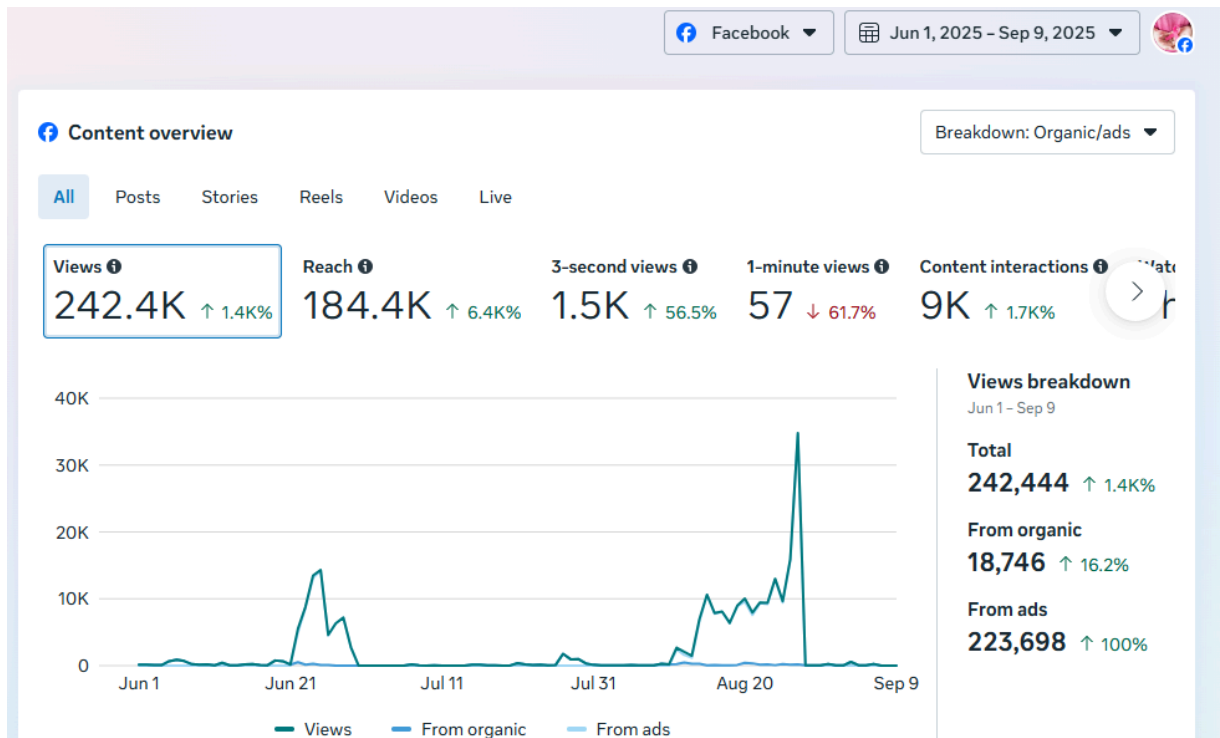 Facebook
Jun 1, 2025 – Sep 9, 2025
Content overview
Breakdown: Organic/ads
All Posts Stories Reels Videos Live
Views Reach 3-second views 1-minute views Content interactions
242.4K ↑ 1.4K% 184.4K ↑ 6.4K% 1.5K ↑ 56.5% 57 ↓ 61.7% 9K ↑ 1.7K%
Views breakdown
Jun 1 – Sep 9
Total
242,444 ↑ 1.4K%
From organic
18,746 ↑ 16.2%
From ads
223,698 ↑ 100%
40K
30K
20K
10K
0
Jun 1 Jun 21 Jul 11 Jul 31 Aug 20 Sep 9
Views From organic From ads